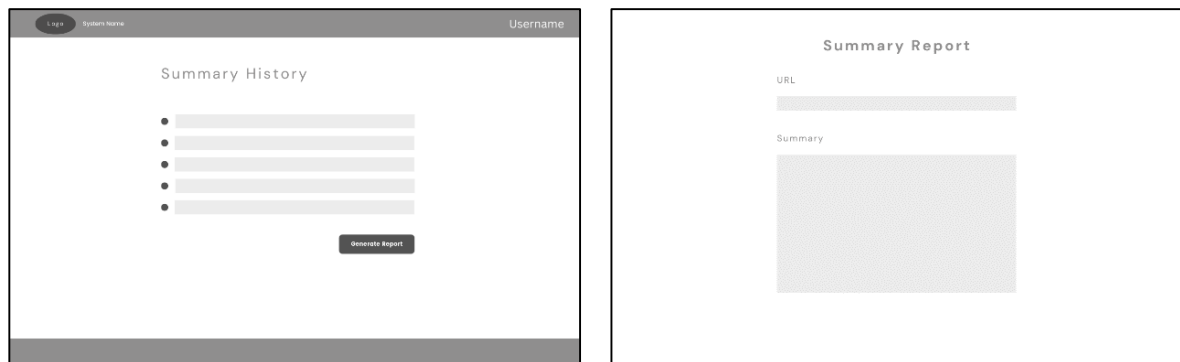 Logo
System Name
Username
Summary History
Generate Report
Summary Report
URL
Summary